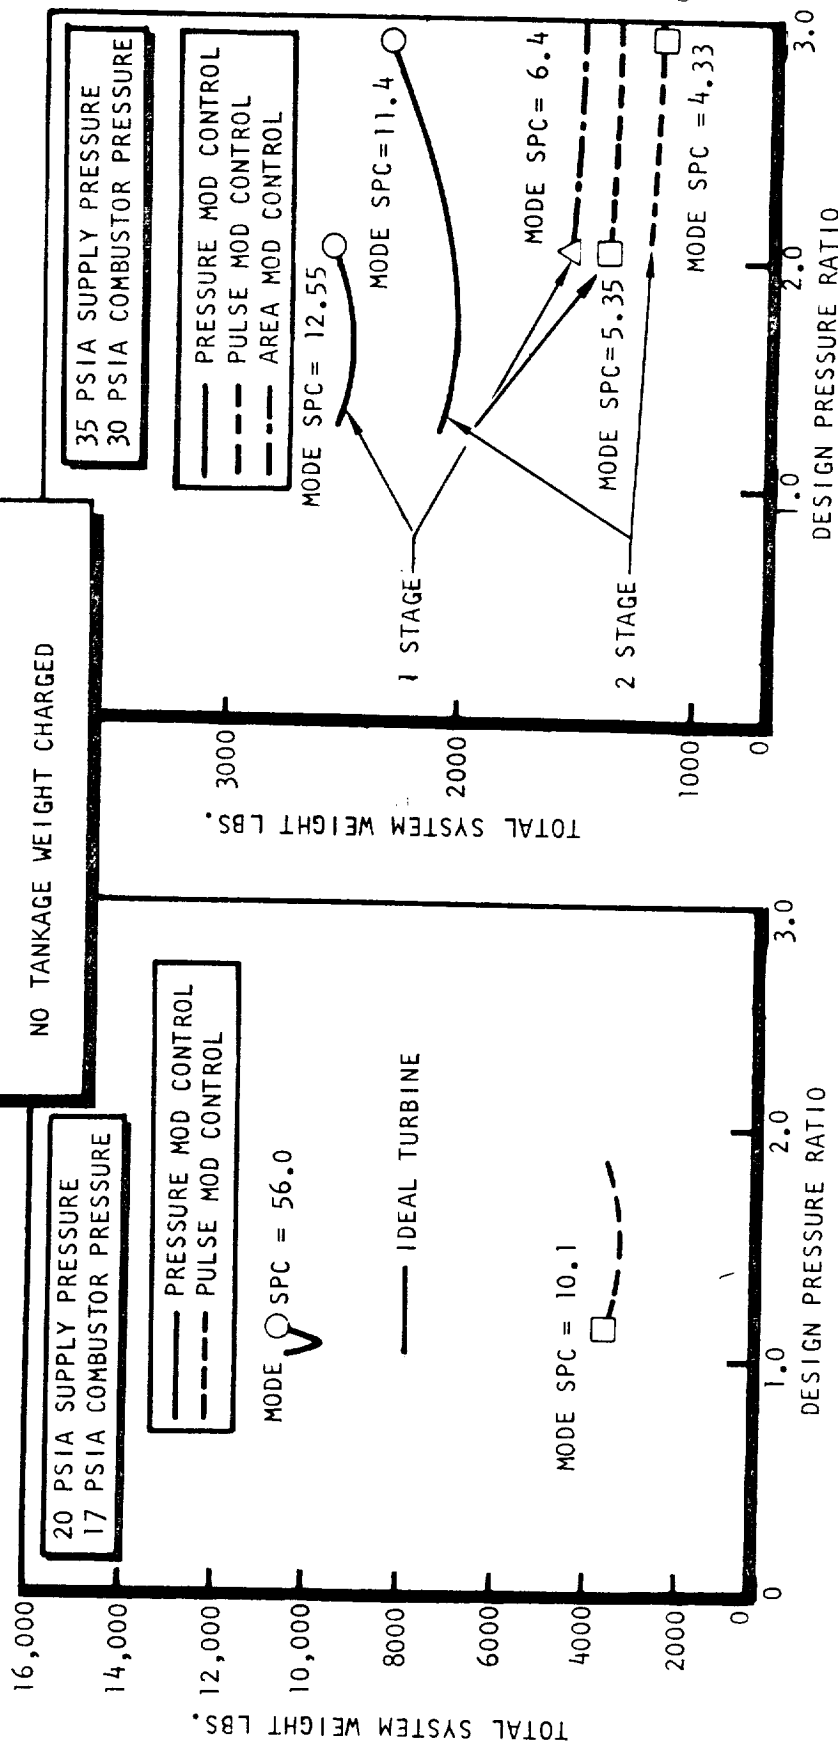 NO TANKAGE WEIGHT CHARGED
20 PSIA SUPPLY PRESSURE
17 PSIA COMBUSTOR PRESSURE
PRESSURE MOD CONTROL
PULSE MOD CONTROL
MODE SPC = 56.0
IDEAL TURBINE
MODE SPC = 10.1
TOTAL SYSTEM WEIGHT LBS.
16,000
14,000
12,000
10,000
8000
6000
4000
2000
0
0
1.0
2.0
3.0
DESIGN PRESSURE RATIO
35 PSIA SUPPLY PRESSURE
30 PSIA COMBUSTOR PRESSURE
PRESSURE MOD CONTROL
PULSE MOD CONTROL
AREA MOD CONTROL
MODE SPC= 12.55
MODE SPC=11.4
1 STAGE
MODE SPC= 6.4
MODE SPC=5.35
2 STAGE
MODE SPC =4.33
TOTAL SYSTEM WEIGHT LBS.
3000
2000
1000
0
1.0
2.0
3.0
DESIGN PRESSURE RATIO